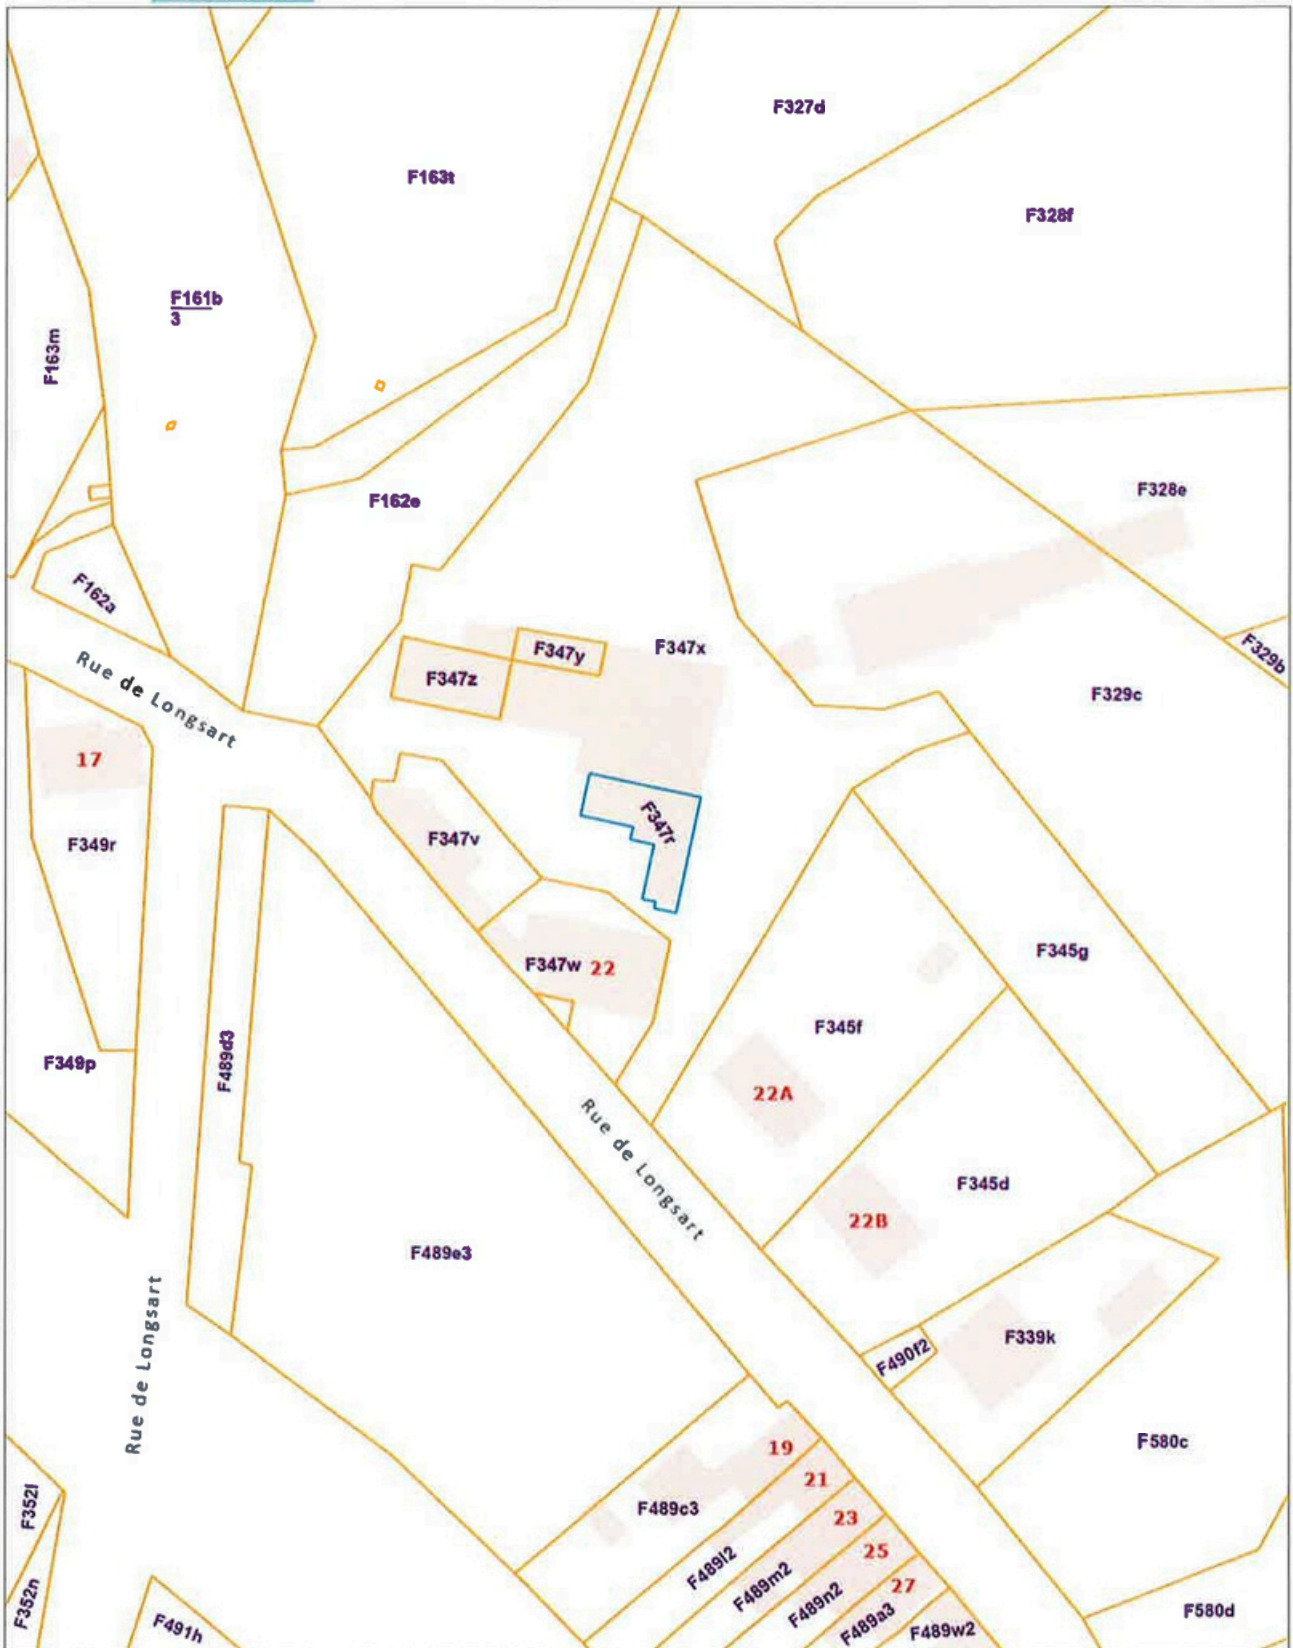 F327d
F163t
F328f
F161b
3
F163m
F328e
F162e
F162a
F329b
F347y
F347x
F347z
F329c
Rue de Longsart
17
F347r
F347v
F349r
F345g
F347w 22
F345f
F489d3
F349p
22A
Rue de Longsart
F345d
22B
F489e3
F339k
F490f2
Rue de Longsart
F580c
19
21
F352l
F489c3
23
25
F489l2
F489m2
27
F489n2
F352n
F580d
F489a3
F491h
F489w2